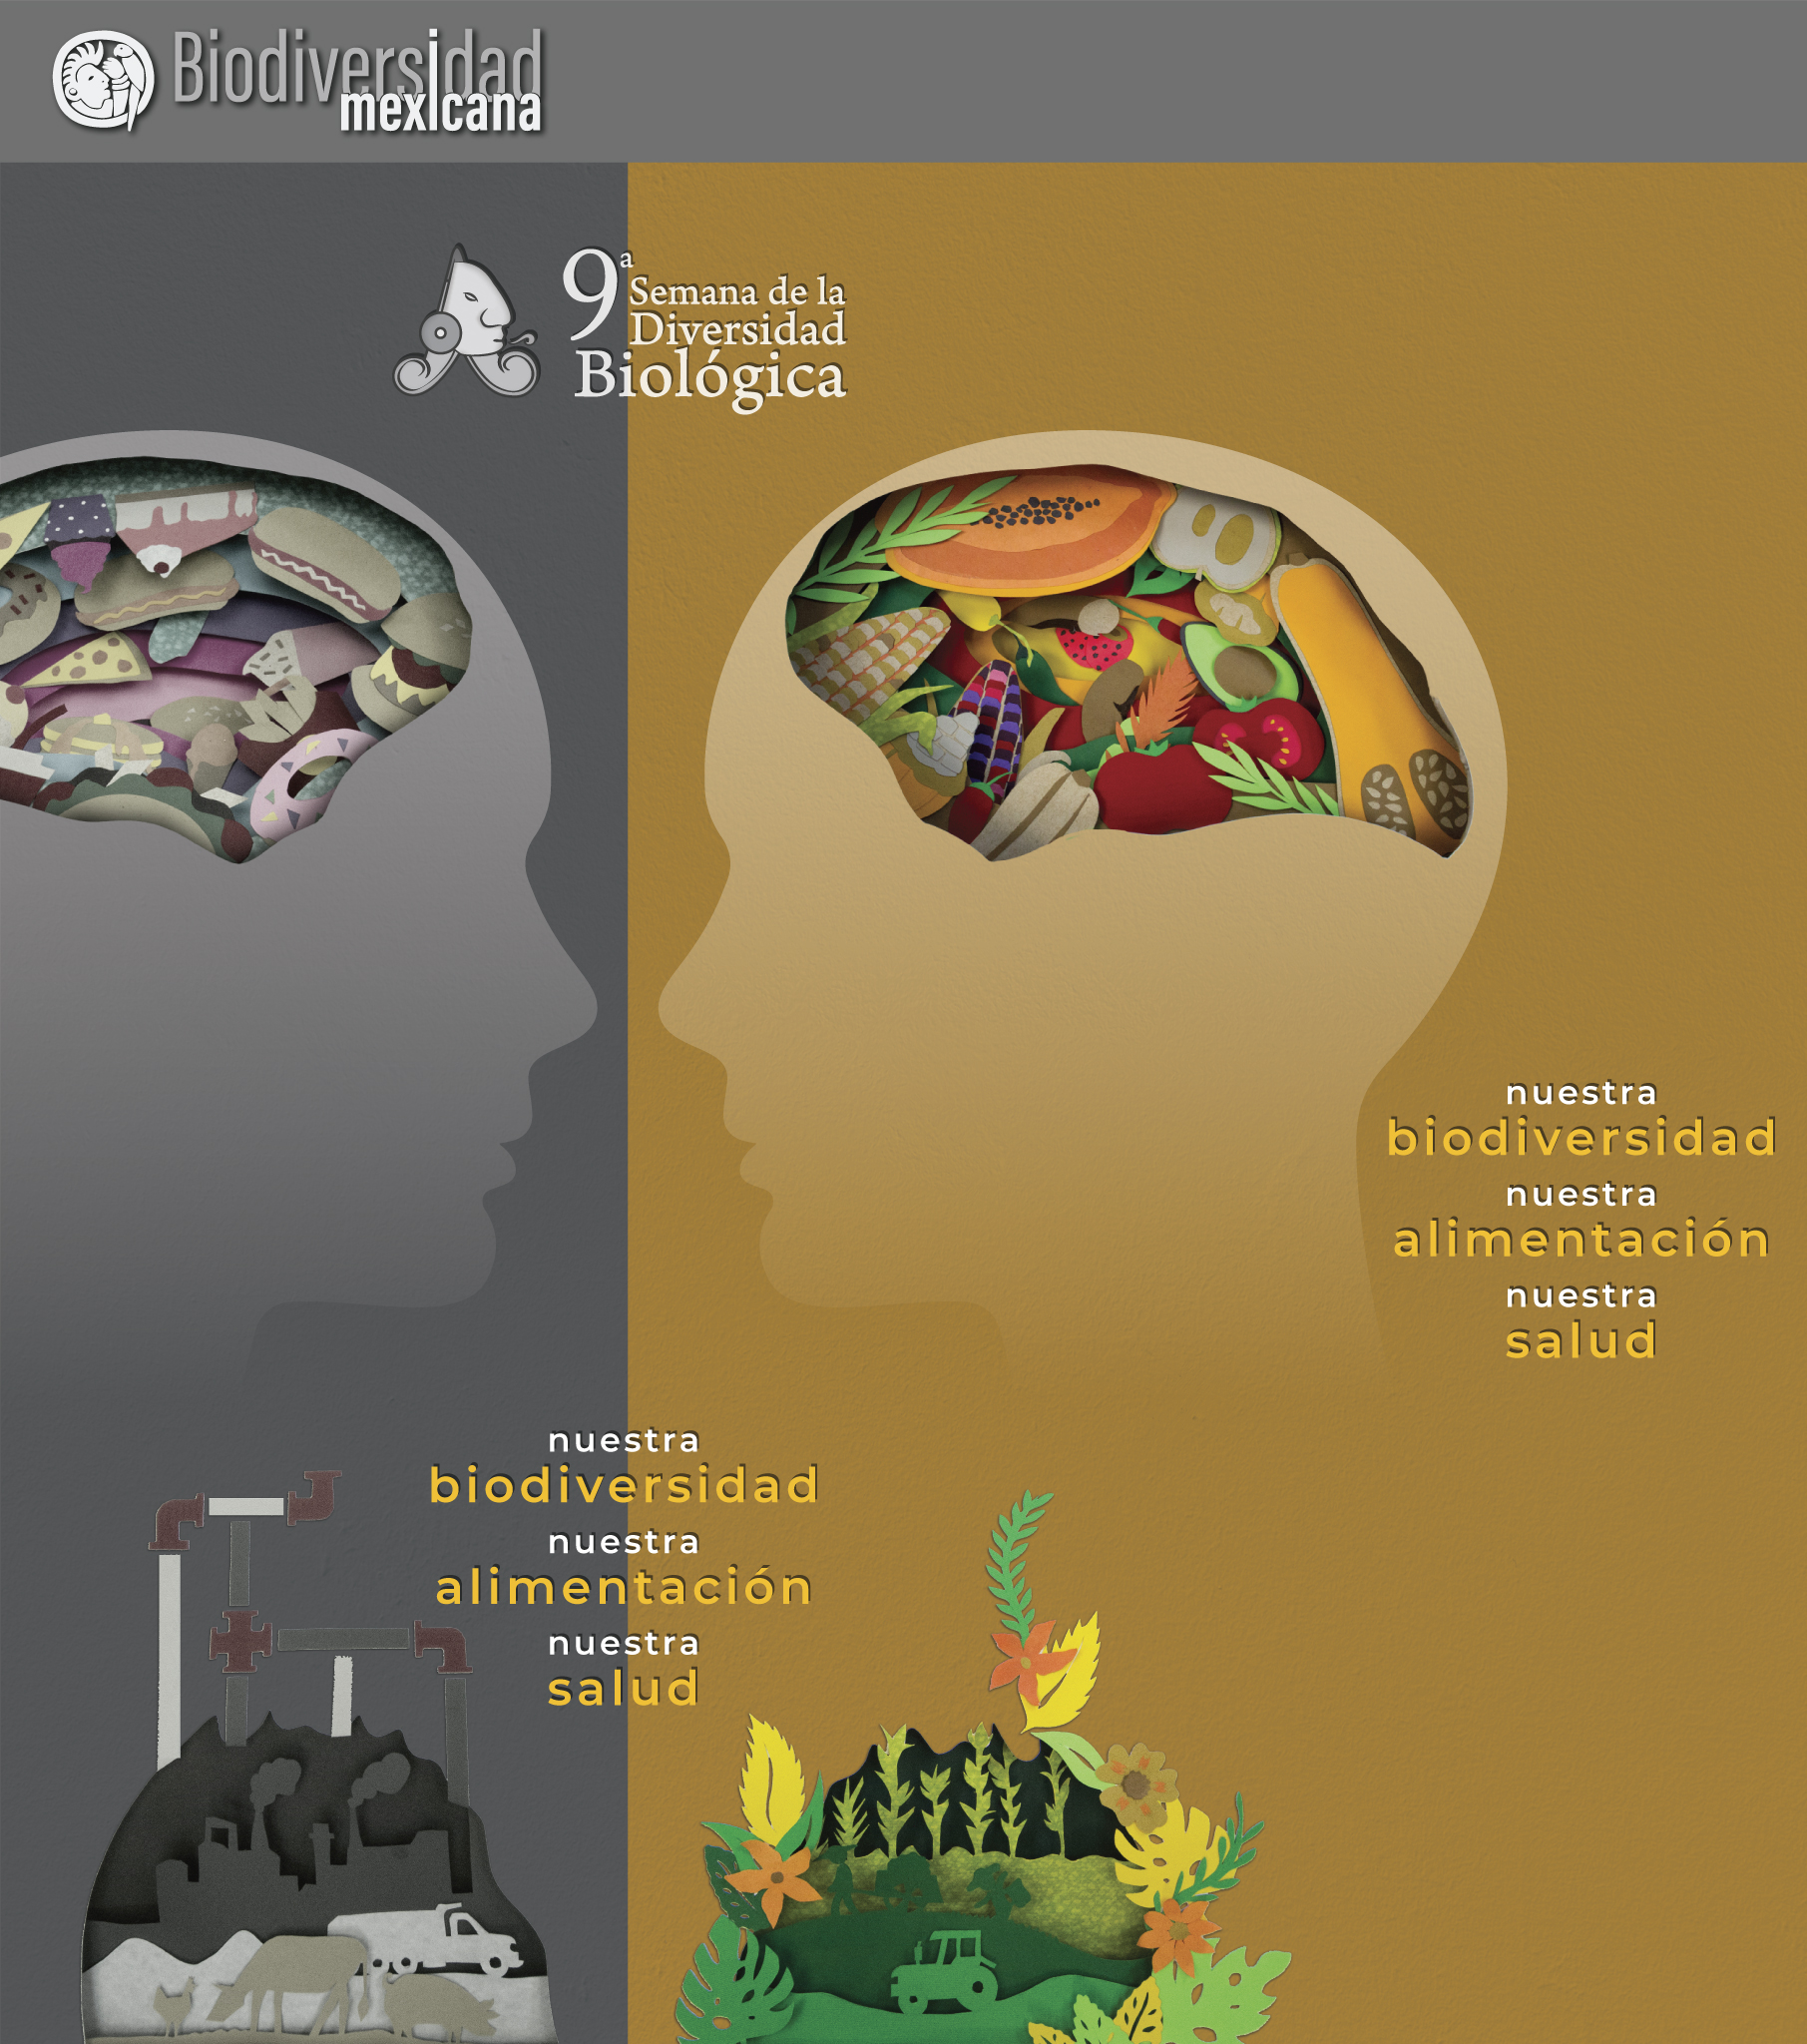 Biodiversidad
mexicana
9ª
Semana de la
Diversidad
Biológica
nuestra
biodiversidad
nuestra
alimentación
nuestra
salud
nuestra
biodiversidad
nuestra
alimentación
nuestra
salud